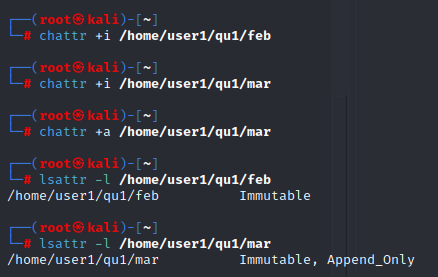 ┌──(root㉿kali)-[~]
└─# chattr +i /home/user1/qu1/feb
┌──(root㉿kali)-[~]
└─# chattr +i /home/user1/qu1/mar
┌──(root㉿kali)-[~]
└─# chattr +a /home/user1/qu1/mar
┌──(root㉿kali)-[~]
└─# lsattr -l /home/user1/qu1/feb
/home/user1/qu1/feb          Immutable
┌──(root㉿kali)-[~]
└─# lsattr -l /home/user1/qu1/mar
/home/user1/qu1/mar          Immutable, Append_Only